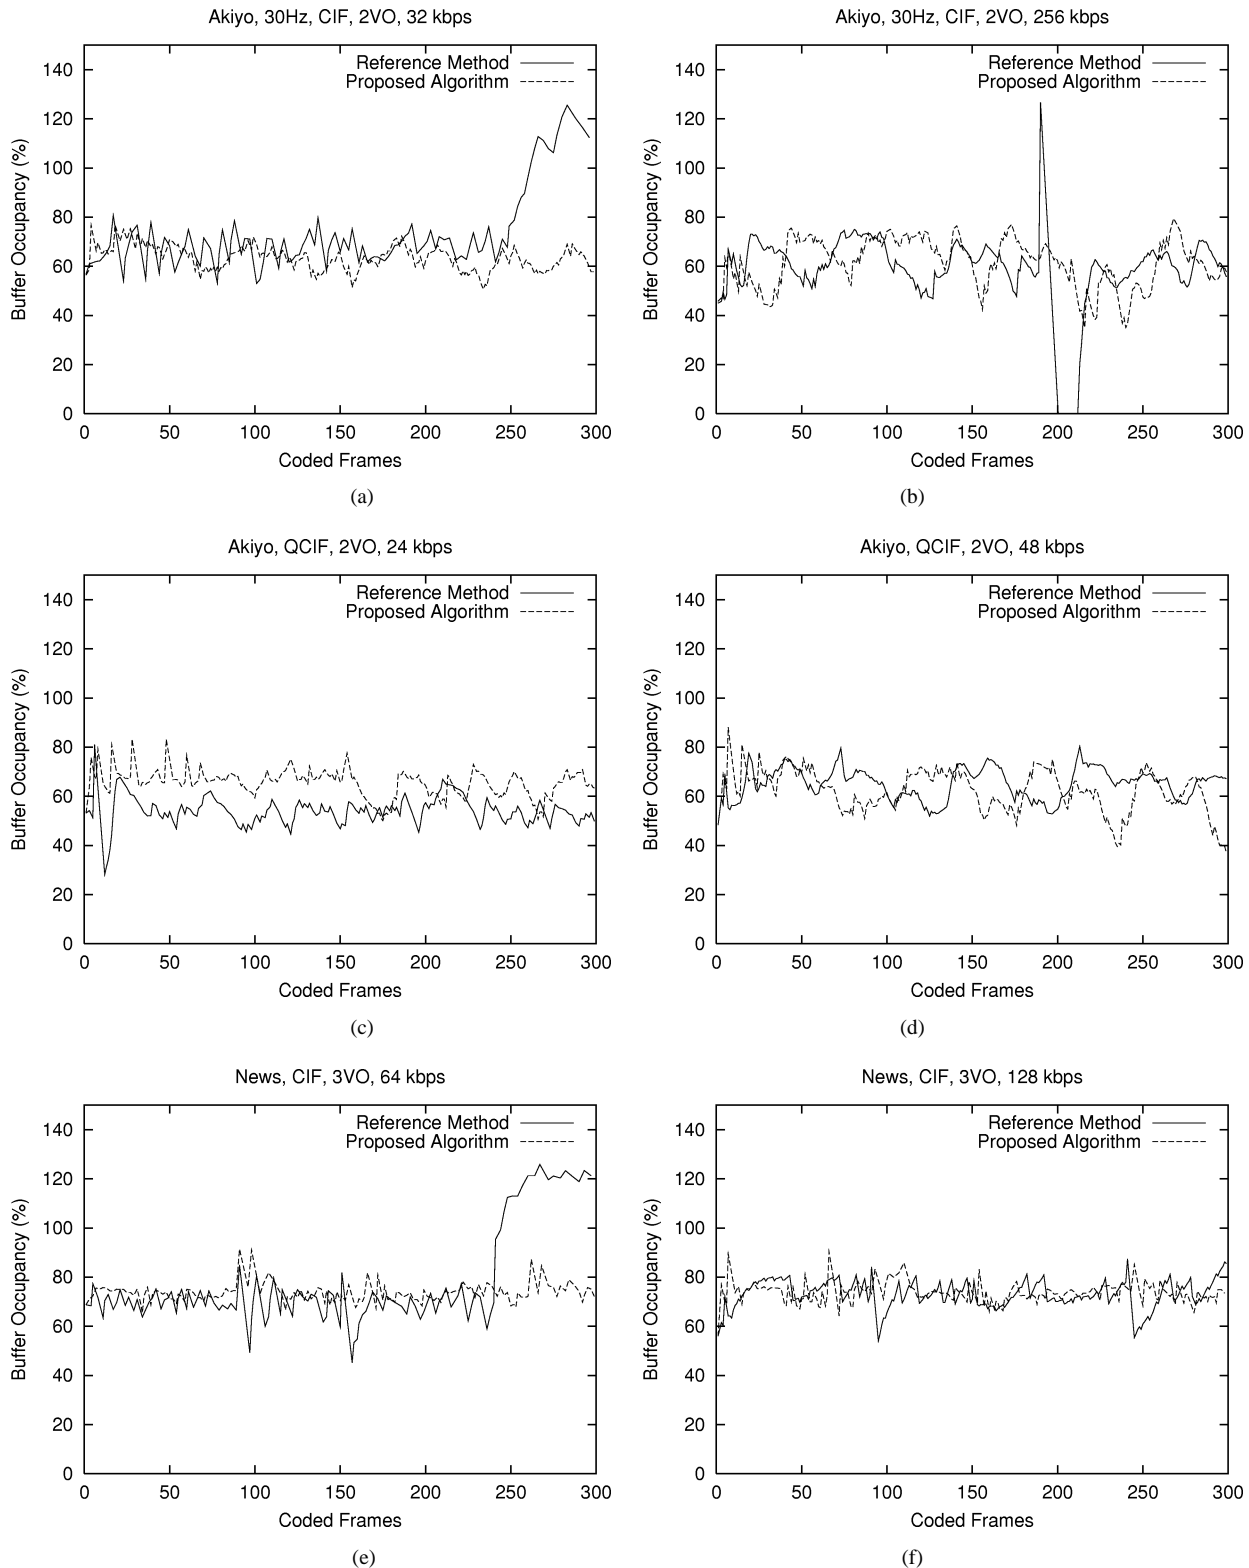 Akiyo, 30Hz, CIF, 2VO, 32 kbps
Reference Method
Proposed Algorithm
Buffer Occupancy (%)
140
120
100
80
60
40
20
0
0 50 100 150 200 250 300
Coded Frames
(a)
Akiyo, 30Hz, CIF, 2VO, 256 kbps
Reference Method
Proposed Algorithm
Buffer Occupancy (%)
140
120
100
80
60
40
20
0
0 50 100 150 200 250 300
Coded Frames
(b)
Akiyo, QCIF, 2VO, 24 kbps
Reference Method
Proposed Algorithm
Buffer Occupancy (%)
140
120
100
80
60
40
20
0
0 50 100 150 200 250 300
Coded Frames
(c)
Akiyo, QCIF, 2VO, 48 kbps
Reference Method
Proposed Algorithm
Buffer Occupancy (%)
140
120
100
80
60
40
20
0
0 50 100 150 200 250 300
Coded Frames
(d)
News, CIF, 3VO, 64 kbps
Reference Method
Proposed Algorithm
Buffer Occupancy (%)
140
120
100
80
60
40
20
0
0 50 100 150 200 250 300
Coded Frames
(e)
News, CIF, 3VO, 128 kbps
Reference Method
Proposed Algorithm
Buffer Occupancy (%)
140
120
100
80
60
40
20
0
0 50 100 150 200 250 300
Coded Frames
(f)